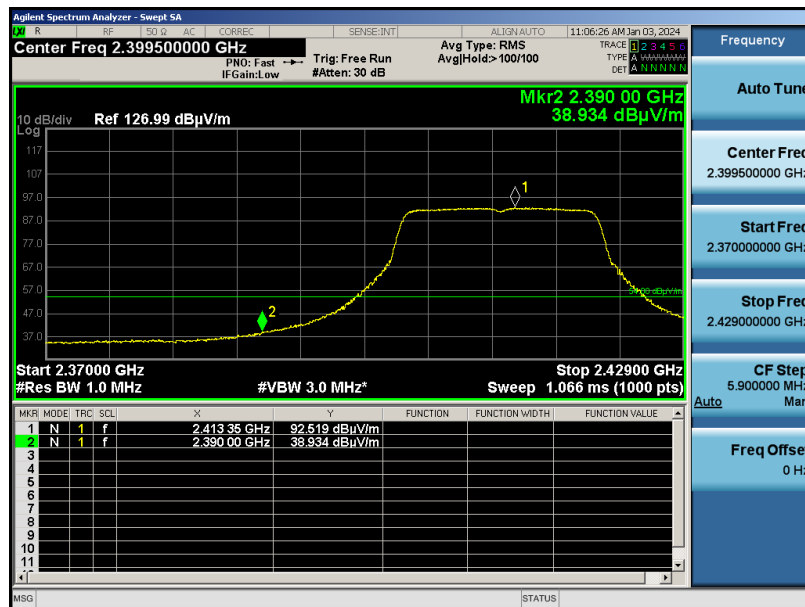 Agilent Spectrum Analyzer - Swept SA
LXI R RF 50 Ω AC CORREC SENSE:INT ALIGN AUTO 11:06:26 AM Jan 03, 2024
Center Freq 2.399500000 GHz
PNO: Fast
IFGain:Low
Trig: Free Run
#Atten: 30 dB
Avg Type: RMS
Avg|Hold:>100/100
TRACE 1 2 3 4 5 6
TYPE A WWWWW
DET A N N N N N
Mkr2 2.390 00 GHz
38.934 dBµV/m
10 dB/div Ref 126.99 dBµV/m
Log
117
107
97.0
87.0
77.0
67.0
57.0
47.0
37.0
1
2
54.00 dBµV/m
Start 2.37000 GHz Stop 2.42900 GHz
#Res BW 1.0 MHz #VBW 3.0 MHz* Sweep 1.066 ms (1000 pts)
MKR MODE TRC SCL X Y FUNCTION FUNCTION WIDTH FUNCTION VALUE
1 N 1 f 2.413 35 GHz 92.519 dBµV/m
2 N 1 f 2.390 00 GHz 38.934 dBµV/m
3
4
5
6
7
8
9
10
11
MSG STATUS
Frequency
Auto Tune
Center Freq
2.399500000 GHz
Start Freq
2.370000000 GHz
Stop Freq
2.429000000 GHz
CF Step
5.900000 MHz
Auto Man
Freq Offset
0 Hz